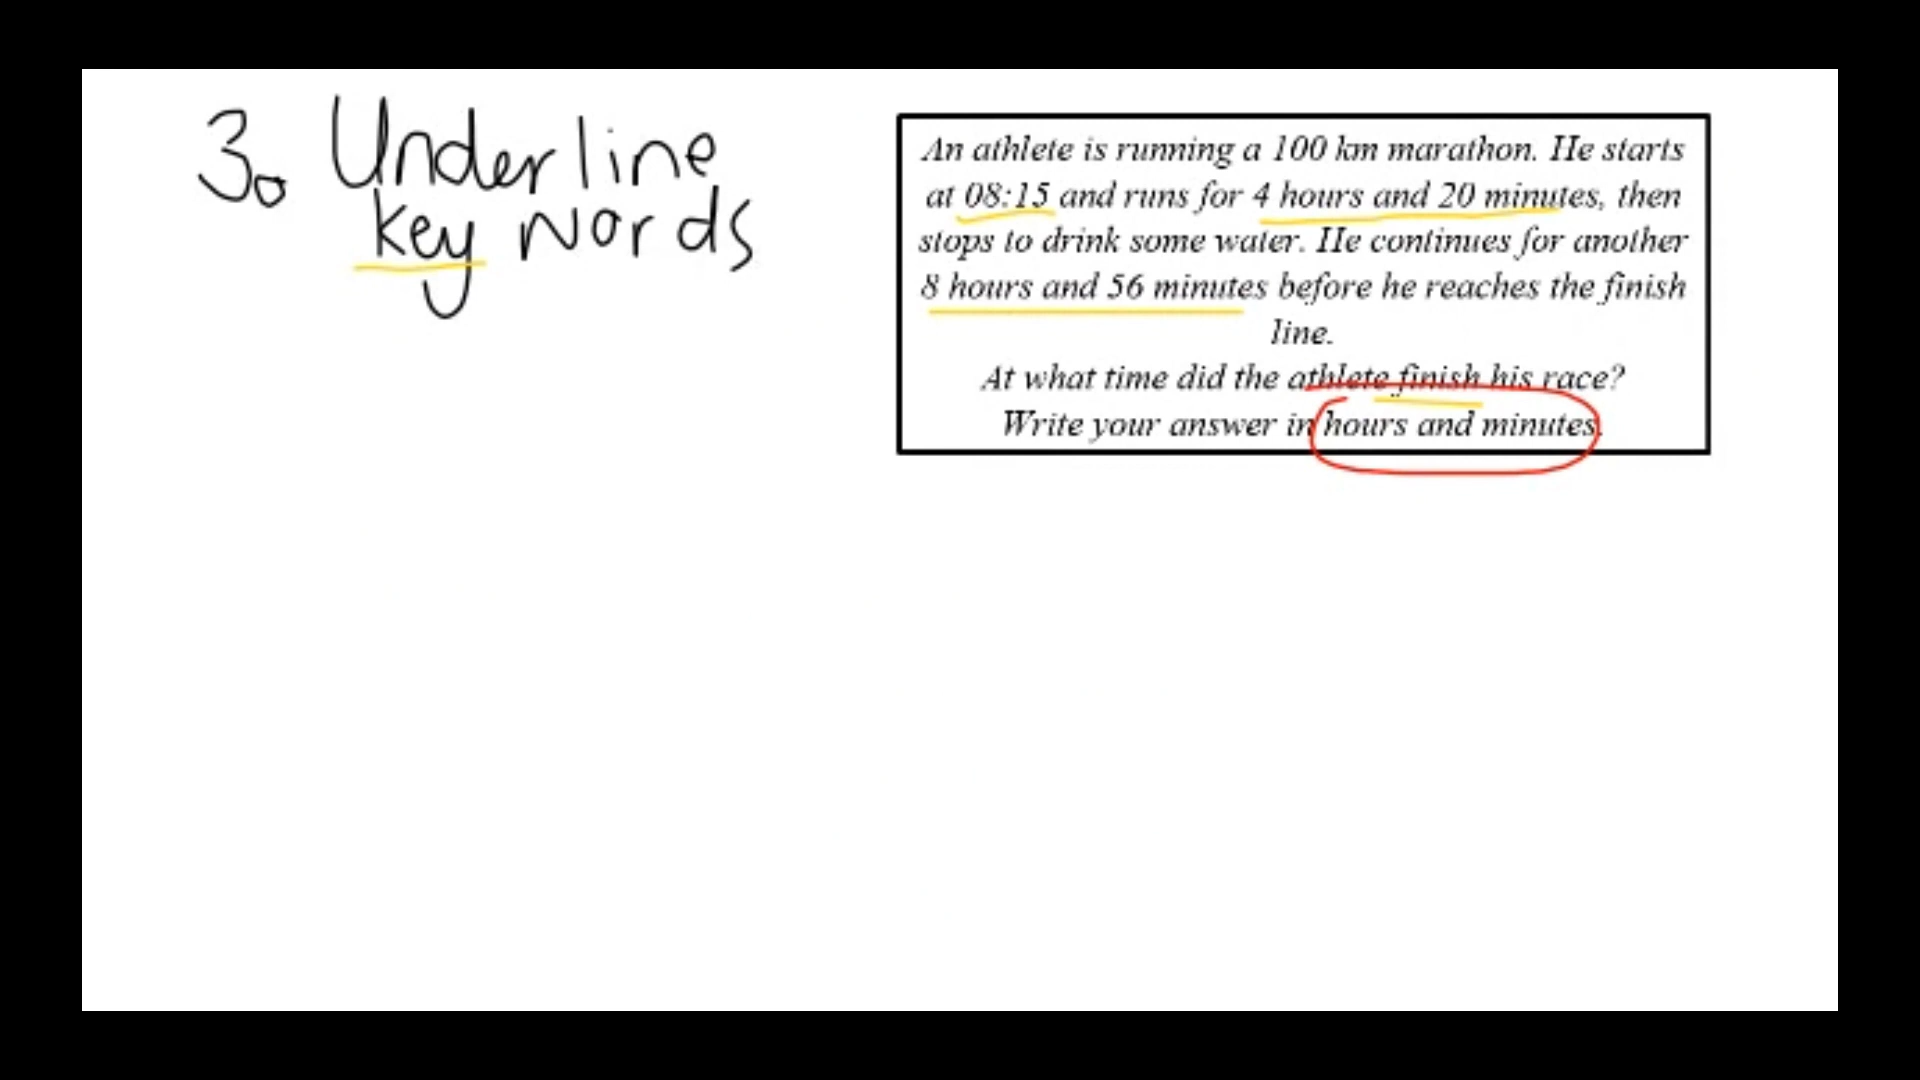 3. Underline
key words
An athlete is running a 100 km marathon. He starts
at 08:15 and runs for 4 hours and 20 minutes, then
stops to drink some water. He continues for another
8 hours and 56 minutes before he reaches the finish
line.
At what time did the athlete finish his race?
Write your answer in hours and minutes.